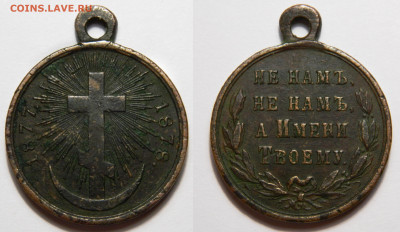 COINS.LAVE.RU
1877
1878
НЕ НАМЪ,
НЕ НАМЪ,
А ИМЕНИ
ТВОЕМУ